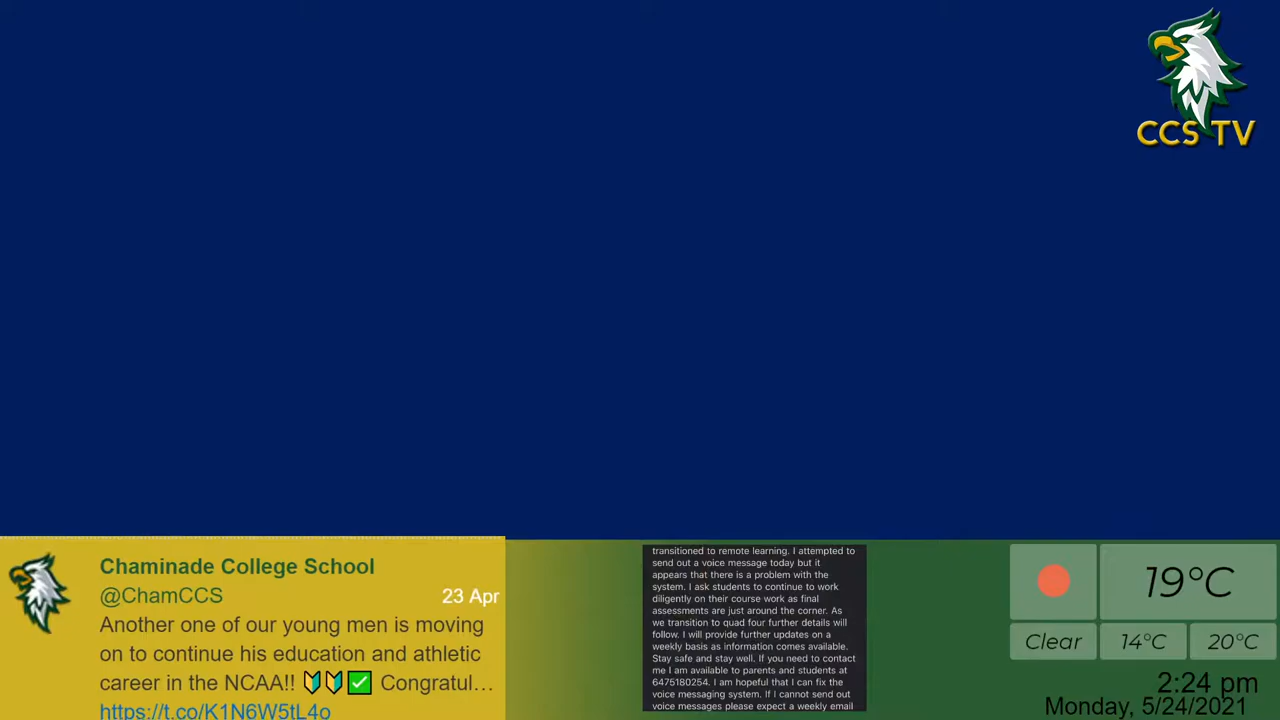 CCS TV
Chaminade College School
@ChamCCS
23 Apr
Another one of our young men is moving
on to continue his education and athletic
career in the NCAA!! 🔰🔰✅ Congratul…
https://t.co/K1N6W5tL4o
transitioned to remote learning. I attempted to
send out a voice message today but it
appears that there is a problem with the
system. I ask students to continue to work
diligently on their course work as final
assessments are just around the corner. As
we transition to quad four further details will
follow. I will provide further updates on a
weekly basis as information comes available.
Stay safe and stay well. If you need to contact
me I am available to parents and students at
6475180254. I am hopeful that I can fix the
voice messaging system. If I cannot send out
voice messages please expect a weekly email
19°C
Clear
14°C
20°C
2:24 pm
Monday, 5/24/2021